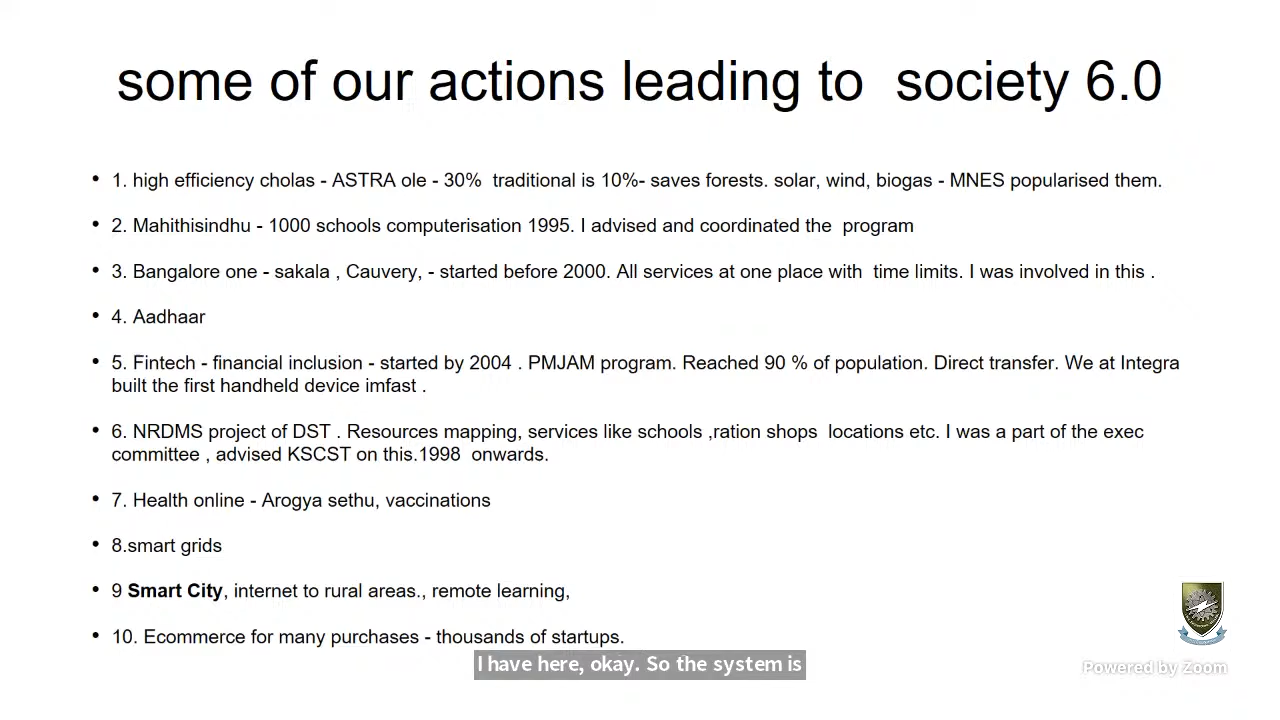 some of our actions leading to society 6.0
• 1. high efficiency cholas - ASTRA ole - 30% traditional is 10%- saves forests. solar, wind, biogas - MNES popularised them.
• 2. Mahithisindhu - 1000 schools computerisation 1995. I advised and coordinated the program
• 3. Bangalore one - sakala , Cauvery, - started before 2000. All services at one place with time limits. I was involved in this .
• 4. Aadhaar
• 5. Fintech - financial inclusion - started by 2004 . PMJAM program. Reached 90 % of population. Direct transfer. We at Integra
built the first handheld device imfast .
• 6. NRDMS project of DST . Resources mapping, services like schools ,ration shops locations etc. I was a part of the exec
committee , advised KSCST on this.1998 onwards.
• 7. Health online - Arogya sethu, vaccinations
• 8.smart grids
• 9 Smart City, internet to rural areas., remote learning,
• 10. Ecommerce for many purchases - thousands of startups.
I have here, okay. So the system is
Powered by Zoom